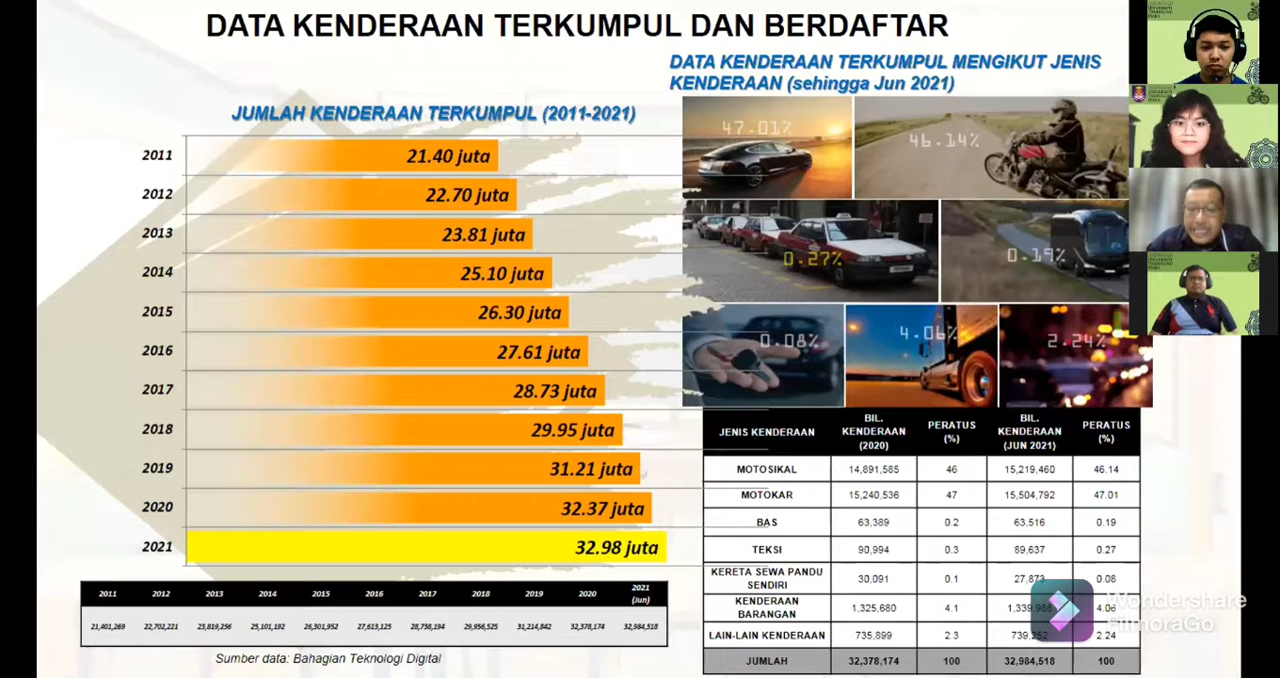 DATA KENDERAAN TERKUMPUL DAN BERDAFTAR
JUMLAH KENDERAAN TERKUMPUL (2011-2021)
2011 21.40 juta
2012 22.70 juta
2013 23.81 juta
2014 25.10 juta
2015 26.30 juta
2016 27.61 juta
2017 28.73 juta
2018 29.95 juta
2019 31.21 juta
2020 32.37 juta
2021 32.98 juta
2011 2012 2013 2014 2015 2016 2017 2018 2019 2020 2021 (Jun)
21,401,269 22,702,221 23,819,256 25,101,192 26,301,952 27,613,125 28,738,194 29,956,525 31,214,842 32,378,174 32,984,518
Sumber data: Bahagian Teknologi Digital
DATA KENDERAAN TERKUMPUL MENGIKUT JENIS
KENDERAAN (sehingga Jun 2021)
47.01%
46.14%
0.27%
0.19%
0.08%
4.06%
2.24%
JENIS KENDERAAN BIL. KENDERAAN (2020) PERATUS (%) BIL. KENDERAAN (JUN 2021) PERATUS (%)
MOTOSIKAL 14,891,585 46 15,219,460 46.14
MOTOKAR 15,240,536 47 15,504,792 47.01
BAS 63,389 0.2 63,516 0.19
TEKSI 90,994 0.3 89,637 0.27
KERETA SEWA PANDU SENDIRI 30,091 0.1 27,873 0.08
KENDERAAN BARANGAN 1,325,680 4.1 1,339,988 4.06
LAIN-LAIN KENDERAAN 735,899 2.3 739,252 2.24
JUMLAH 32,378,174 100 32,984,518 100
Wondershare
FilmoraGo